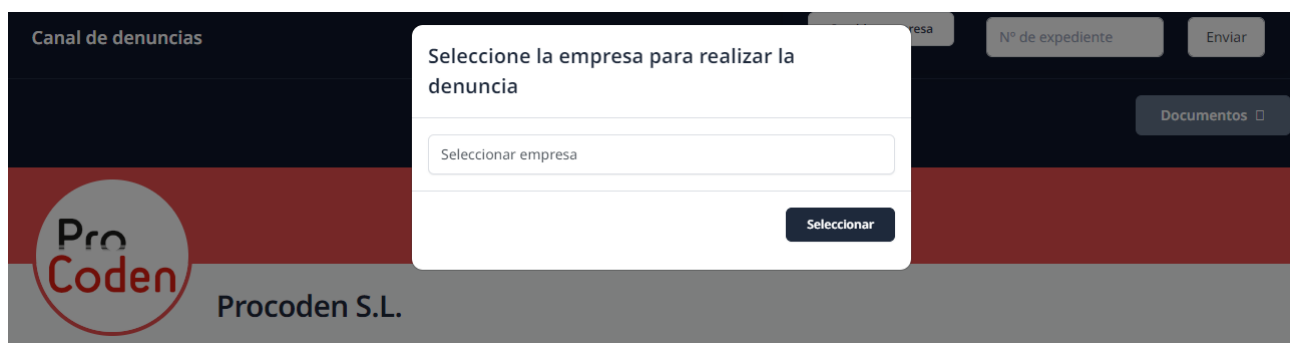 Canal de denuncias
resa
Nº de expediente
Enviar
Seleccione la empresa para realizar la
denuncia
Documentos
Seleccionar empresa
Seleccionar
Pro
Coden
Procoden S.L.